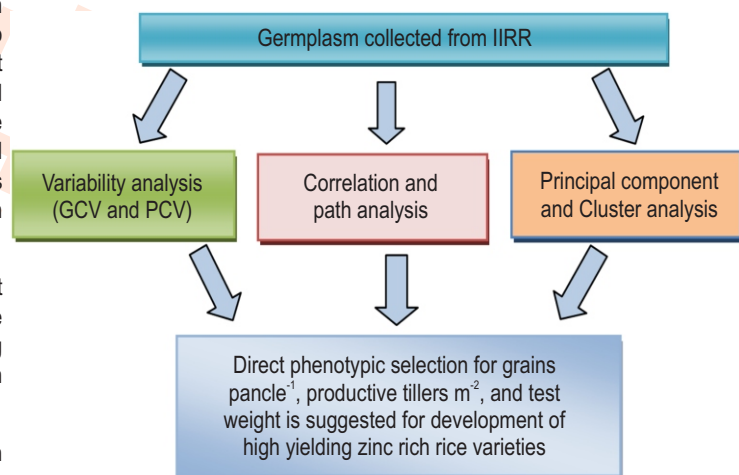 Germplasm collected from IIRR
Variability analysis
(GCV and PCV)
Correlation and
path analysis
Principal component
and Cluster analysis
Direct phenotypic selection for grains
pancle⁻¹, productive tillers m⁻², and test
weight is suggested for development of
high yielding zinc rich rice varieties